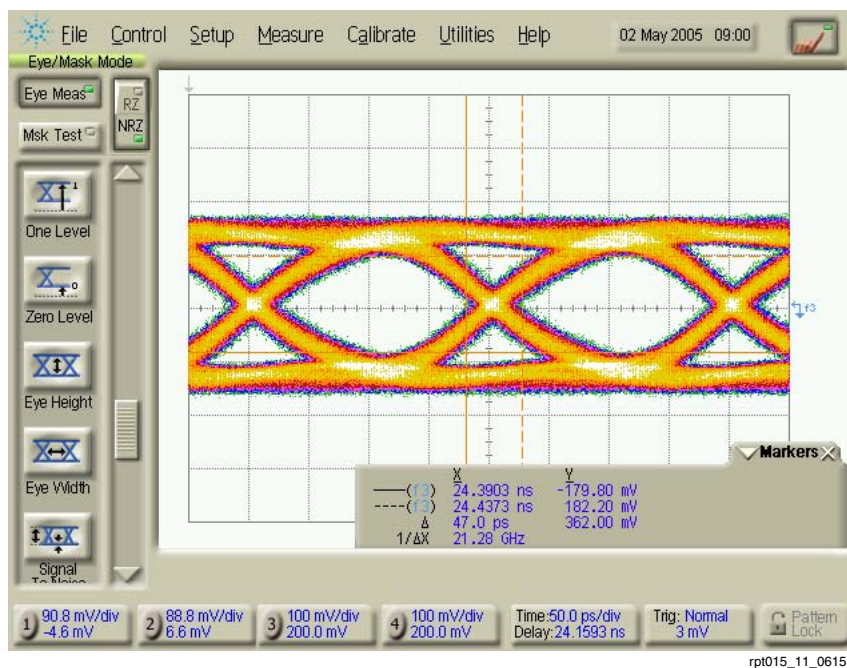 File Control Setup Measure Calibrate Utilities Help 02 May 2005 09:00
Eye/Mask Mode
Eye Meas
RZ
NRZ
Msk Test
One Level
Zero Level
Eye Height
Eye Width
Signal
To Noise
f3
Markers
X Y
(f3) 24.3903 ns -179.80 mV
(f3) 24.4373 ns 182.20 mV
Δ 47.0 ps 362.00 mV
1/ΔX 21.28 GHz
1 90.8 mV/div
-4.6 mV
2 88.8 mV/div
6.6 mV
3 100 mV/div
200.0 mV
4 100 mV/div
200.0 mV
Time:50.0 ps/div
Delay:24.1593 ns
Trig: Normal
3 mV
Pattern
Lock
rpt015_11_0615